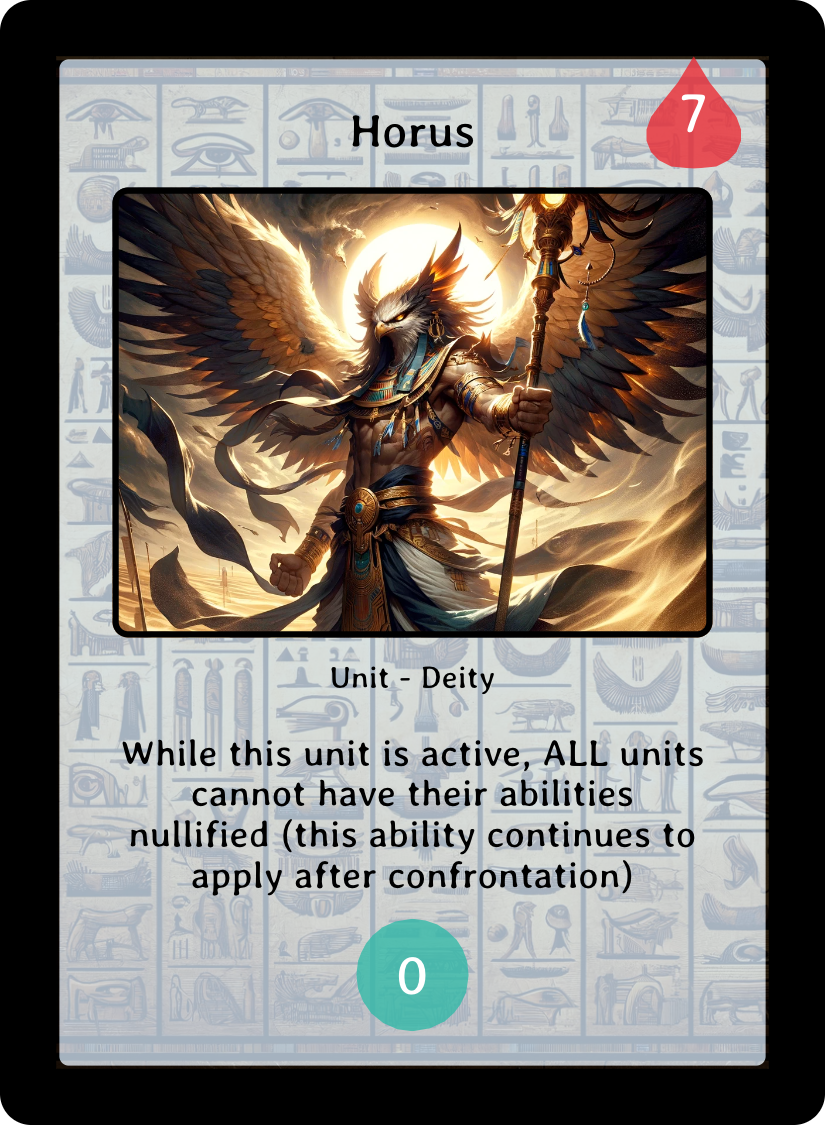 Horus
7
Unit - Deity
While this unit is active, ALL units
cannot have their abilities
nullified (this ability continues to
apply after confrontation)
0